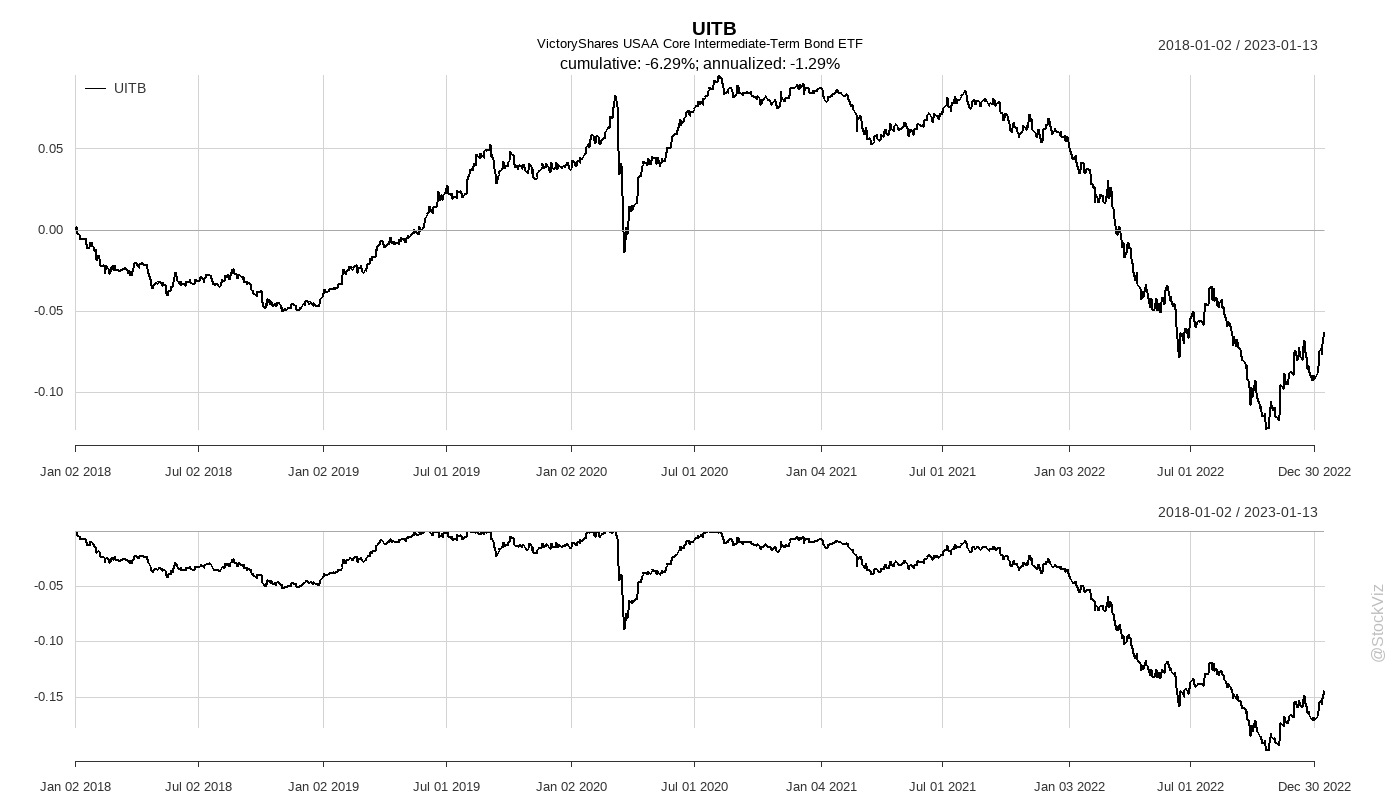 UITB
VictoryShares USAA Core Intermediate-Term Bond ETF
2018-01-02 / 2023-01-13
cumulative: -6.29%; annualized: -1.29%
UITB
0.05
0.00
-0.05
-0.10
Jan 02 2018 Jul 02 2018 Jan 02 2019 Jul 01 2019 Jan 02 2020 Jul 01 2020 Jan 04 2021 Jul 01 2021 Jan 03 2022 Jul 01 2022 Dec 30 2022
2018-01-02 / 2023-01-13
-0.05
-0.10
-0.15
Jan 02 2018 Jul 02 2018 Jan 02 2019 Jul 01 2019 Jan 02 2020 Jul 01 2020 Jan 04 2021 Jul 01 2021 Jan 03 2022 Jul 01 2022 Dec 30 2022
@StockViz